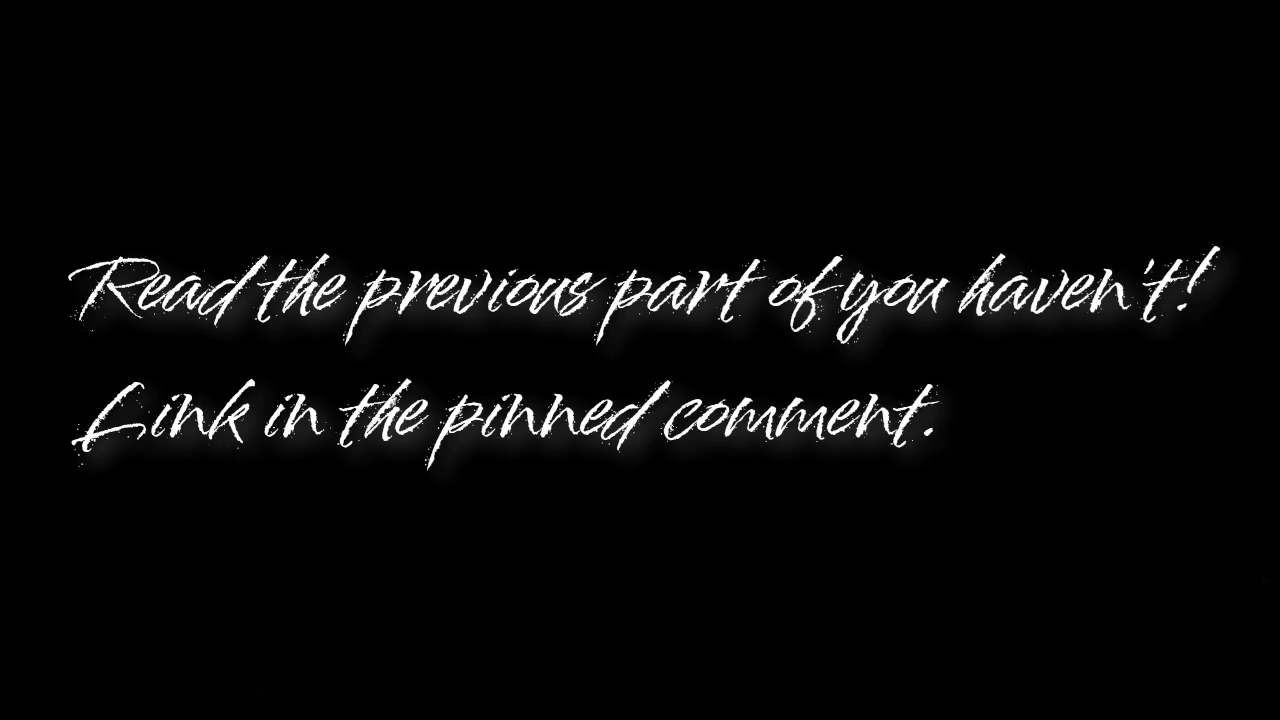 Read the previous part of you haven't!
Link in the pinned comment.